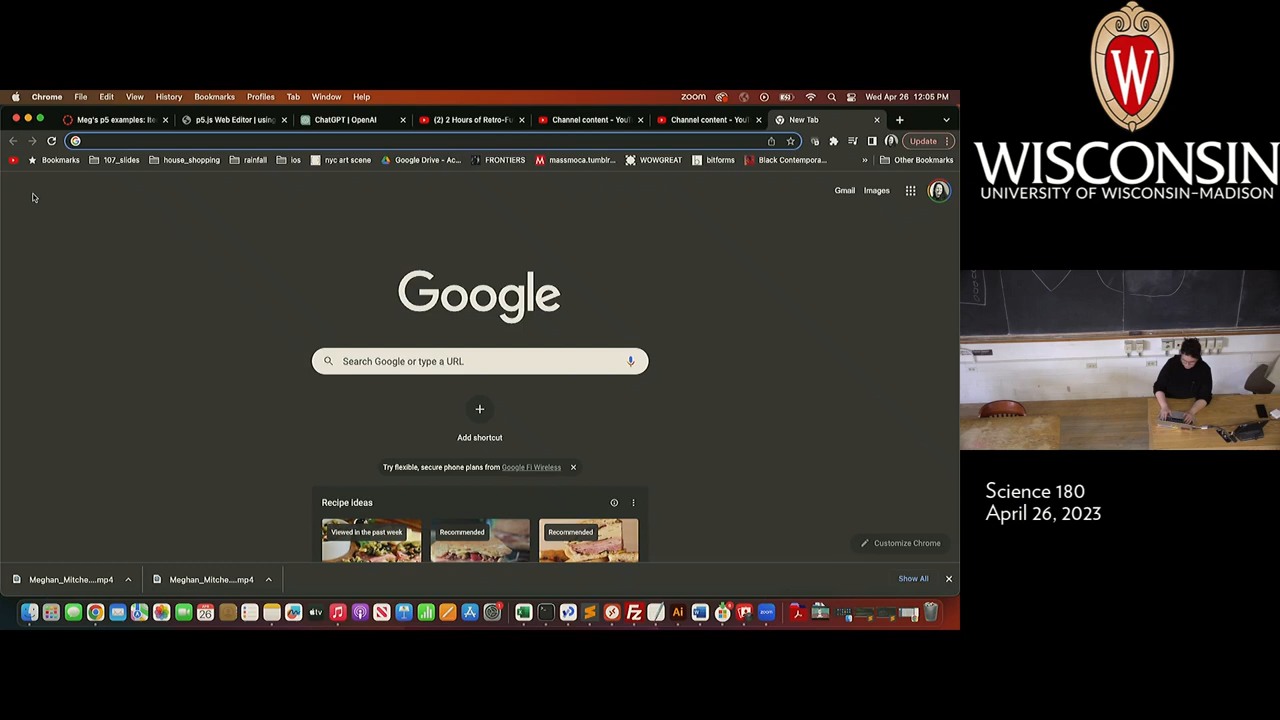 Chrome File Edit View History Bookmarks Profiles Tab Window Help zoom Wed Apr 26 12:05 PM
Meg's p5 examples: Ite p5.js Web Editor | using ChatGPT | OpenAI (2) 2 Hours of Retro-Fu Channel content - YouT Channel content - YouT New Tab
Update
Bookmarks 107_slides house_shopping rainfall ios nyc art scene Google Drive - Ac... FRONTIERS massmoca.tumblr... WOWGREAT bitforms Black Contempora... » Other Bookmarks
Gmail Images
Google
Search Google or type a URL
Add shortcut
Try flexible, secure phone plans from Google Fi Wireless
Recipe ideas
Viewed in the past week Recommended Recommended
Customize Chrome
Meghan_Mitche....mp4 Meghan_Mitche....mp4 Show All
W
WISCONSIN
UNIVERSITY OF WISCONSIN–MADISON
Science 180
April 26, 2023